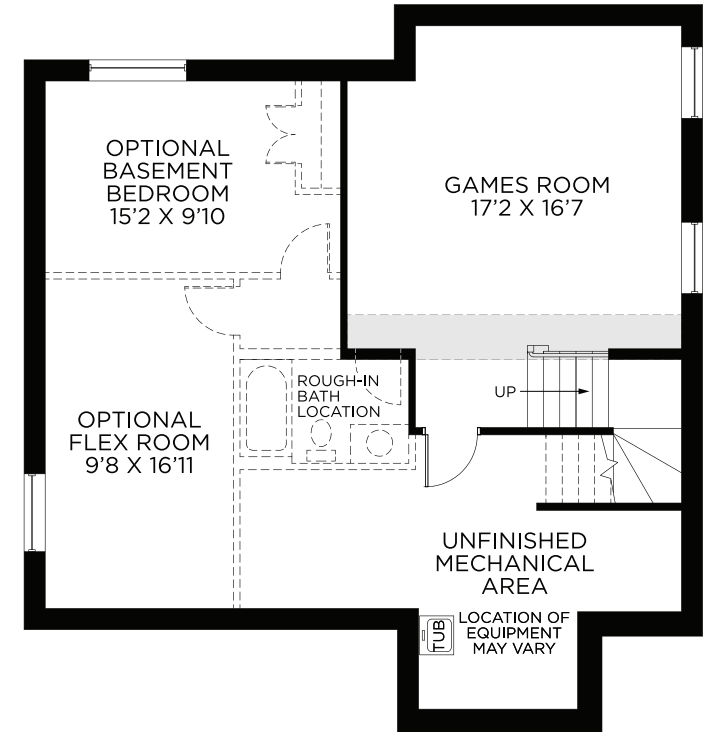 OPTIONAL
BASEMENT
BEDROOM
15'2 X 9'10
GAMES ROOM
17'2 X 16'7
ROUGH-IN
BATH
LOCATION
UP
OPTIONAL
FLEX ROOM
9'8 X 16'11
UNFINISHED
MECHANICAL
AREA
LOCATION OF
EQUIPMENT
MAY VARY
TUB